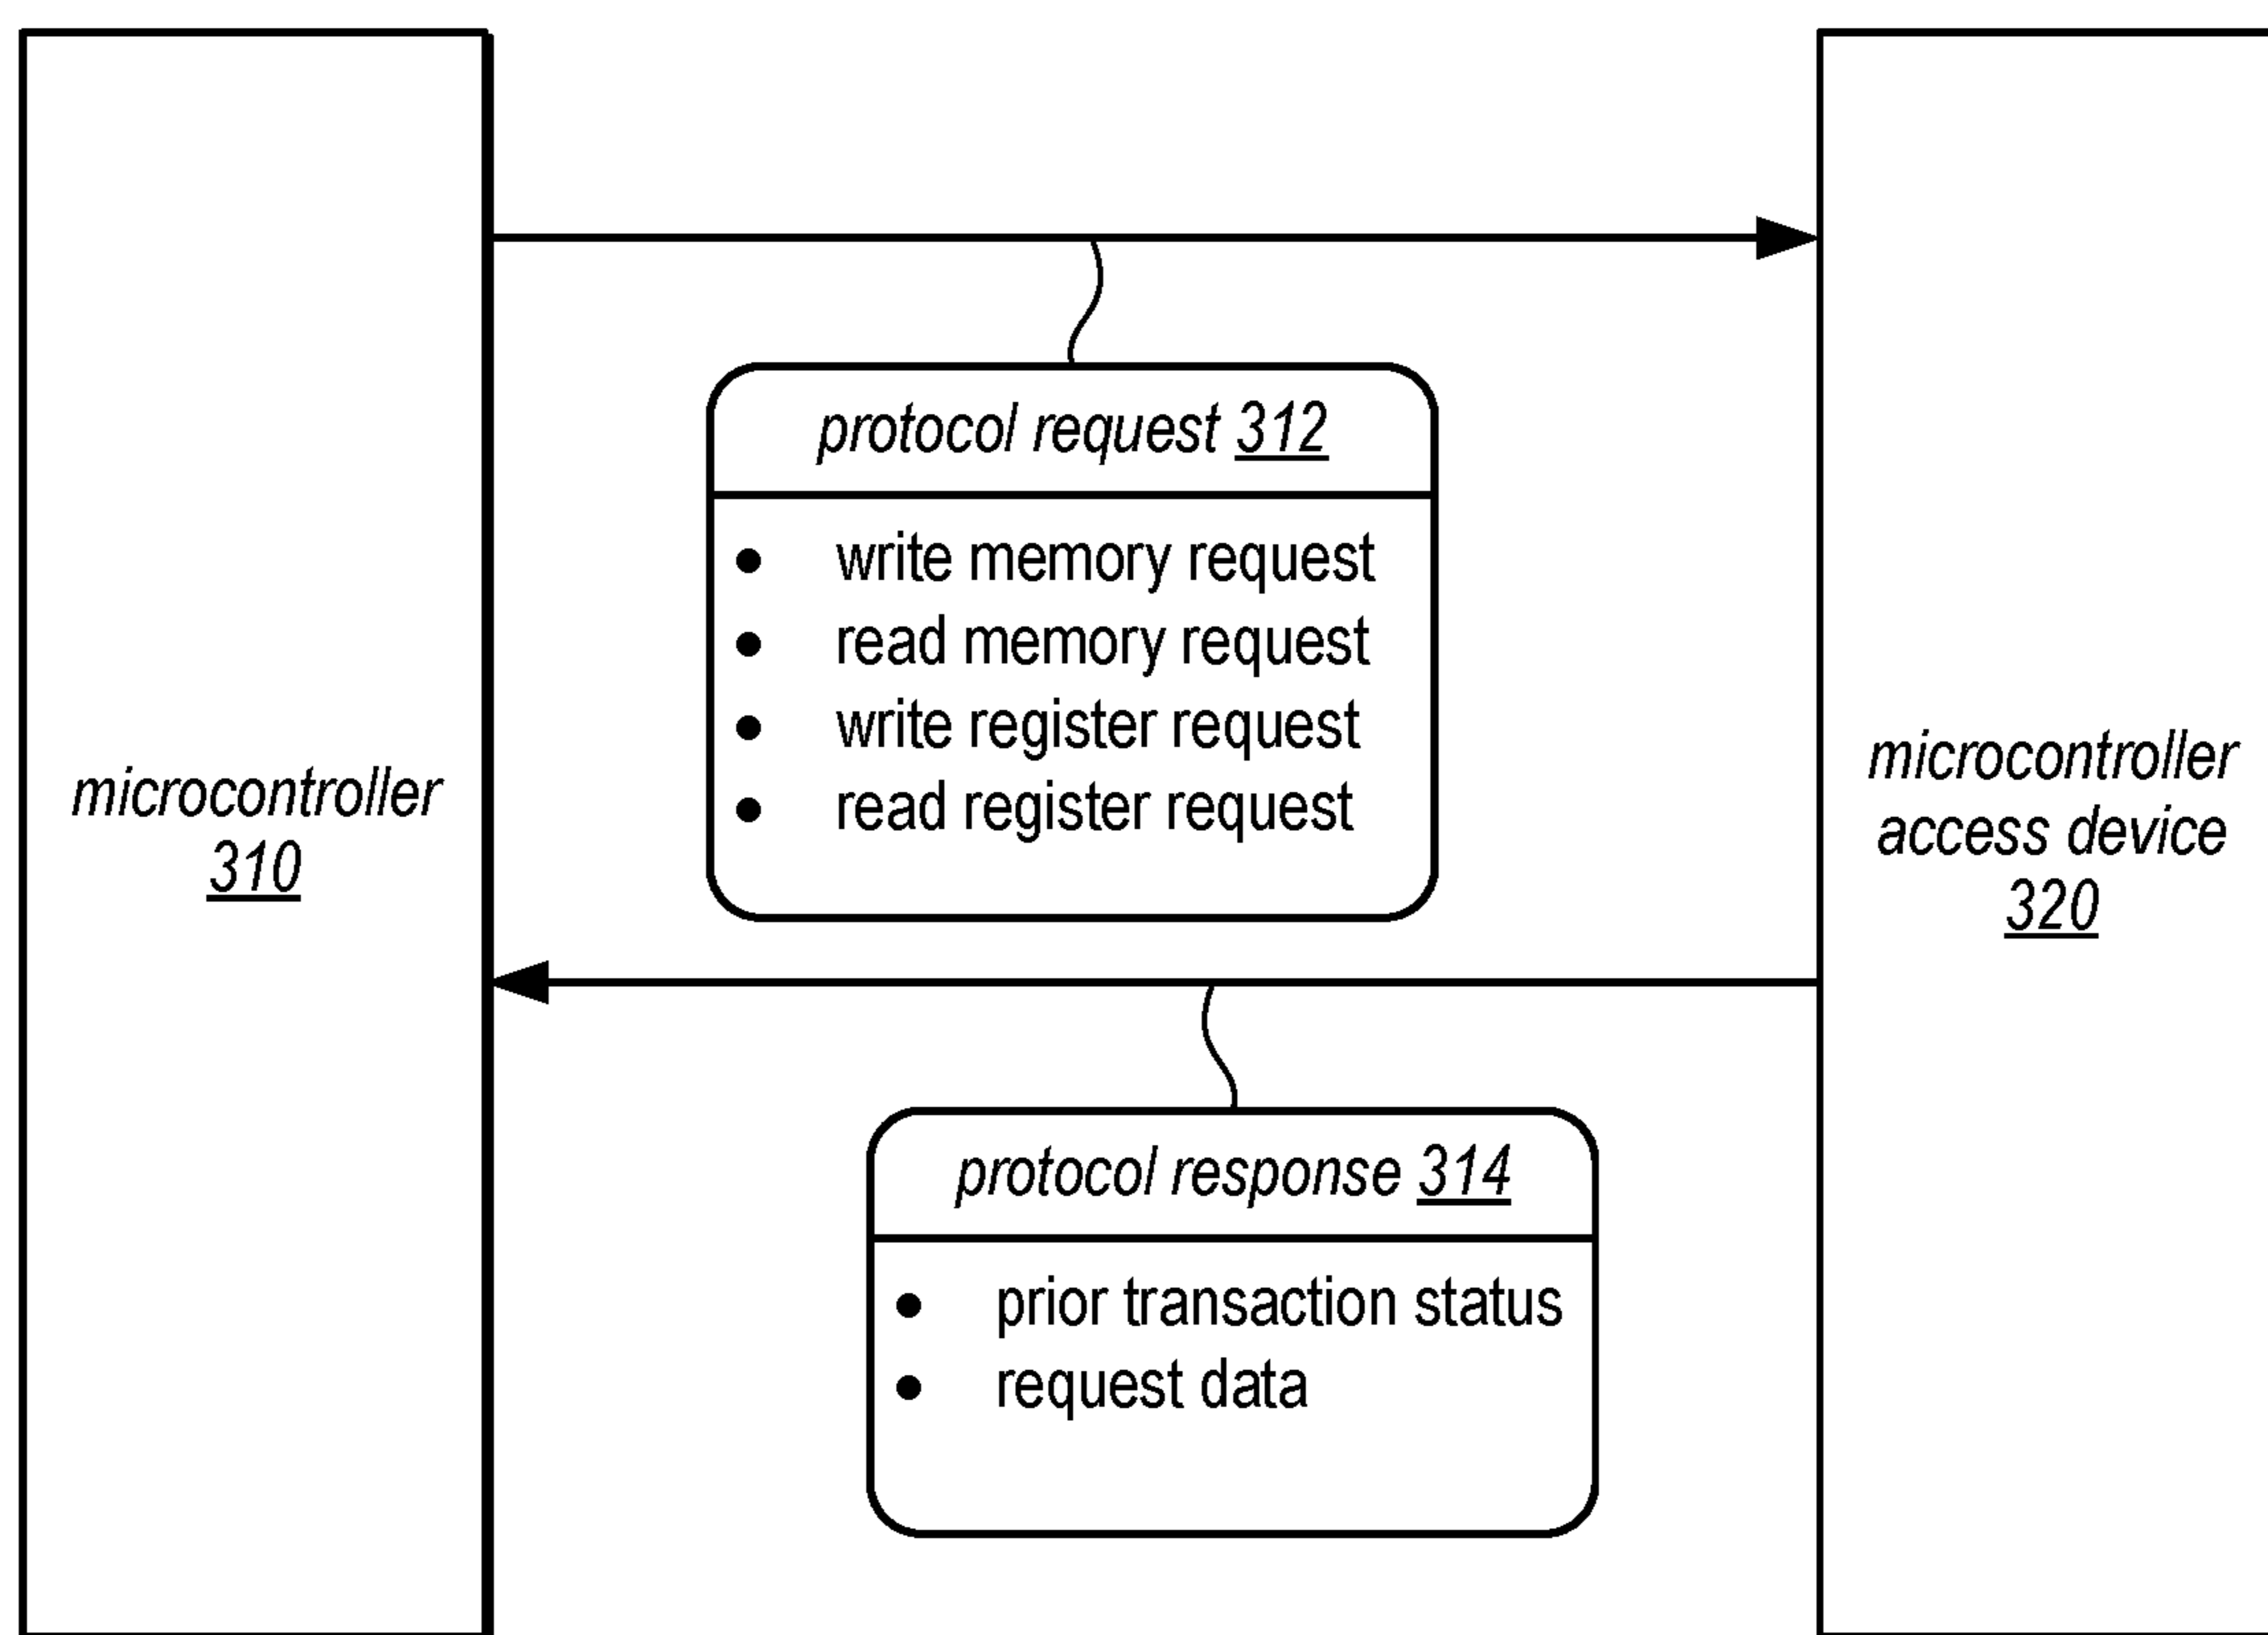 protocol request 312
• write memory request
• read memory request
• write register request
• read register request
microcontroller
310
microcontroller
access device
320
protocol response 314
• prior transaction status
• request data